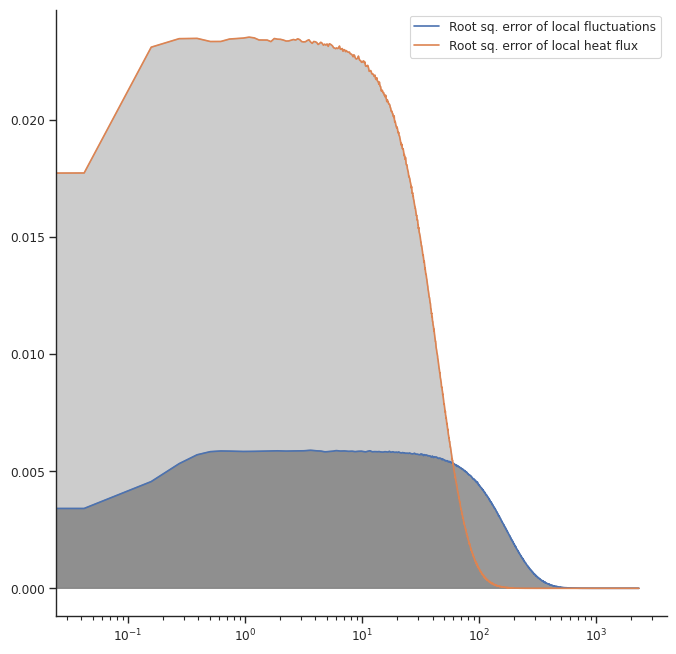 Root sq. error of local fluctuations
Root sq. error of local heat flux
0.020
0.015
0.010
0.005
0.000
10⁻¹ 10⁰ 10¹ 10² 10³